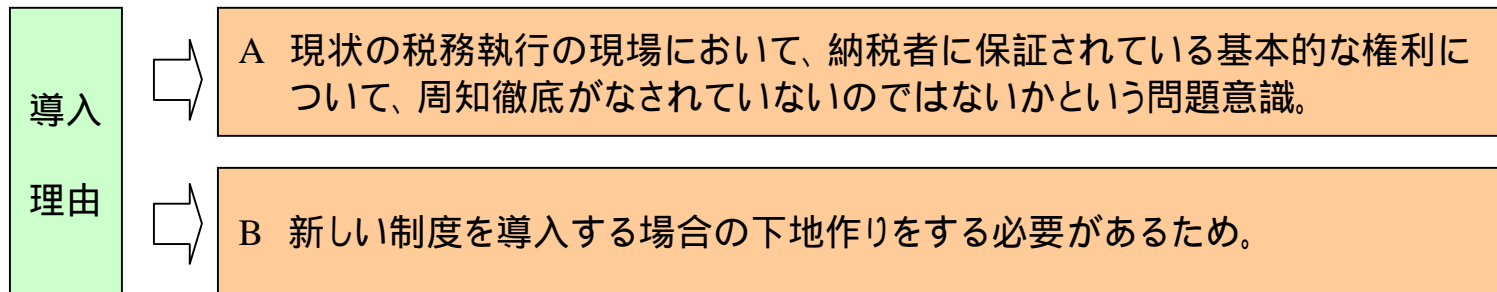 導入
理由
A 現状の税務執行の現場において、納税者に保証されている基本的な権利に
ついて、周知徹底がなされていないのではないかという問題意識。
B 新しい制度を導入する場合の下地作りをする必要があるため。